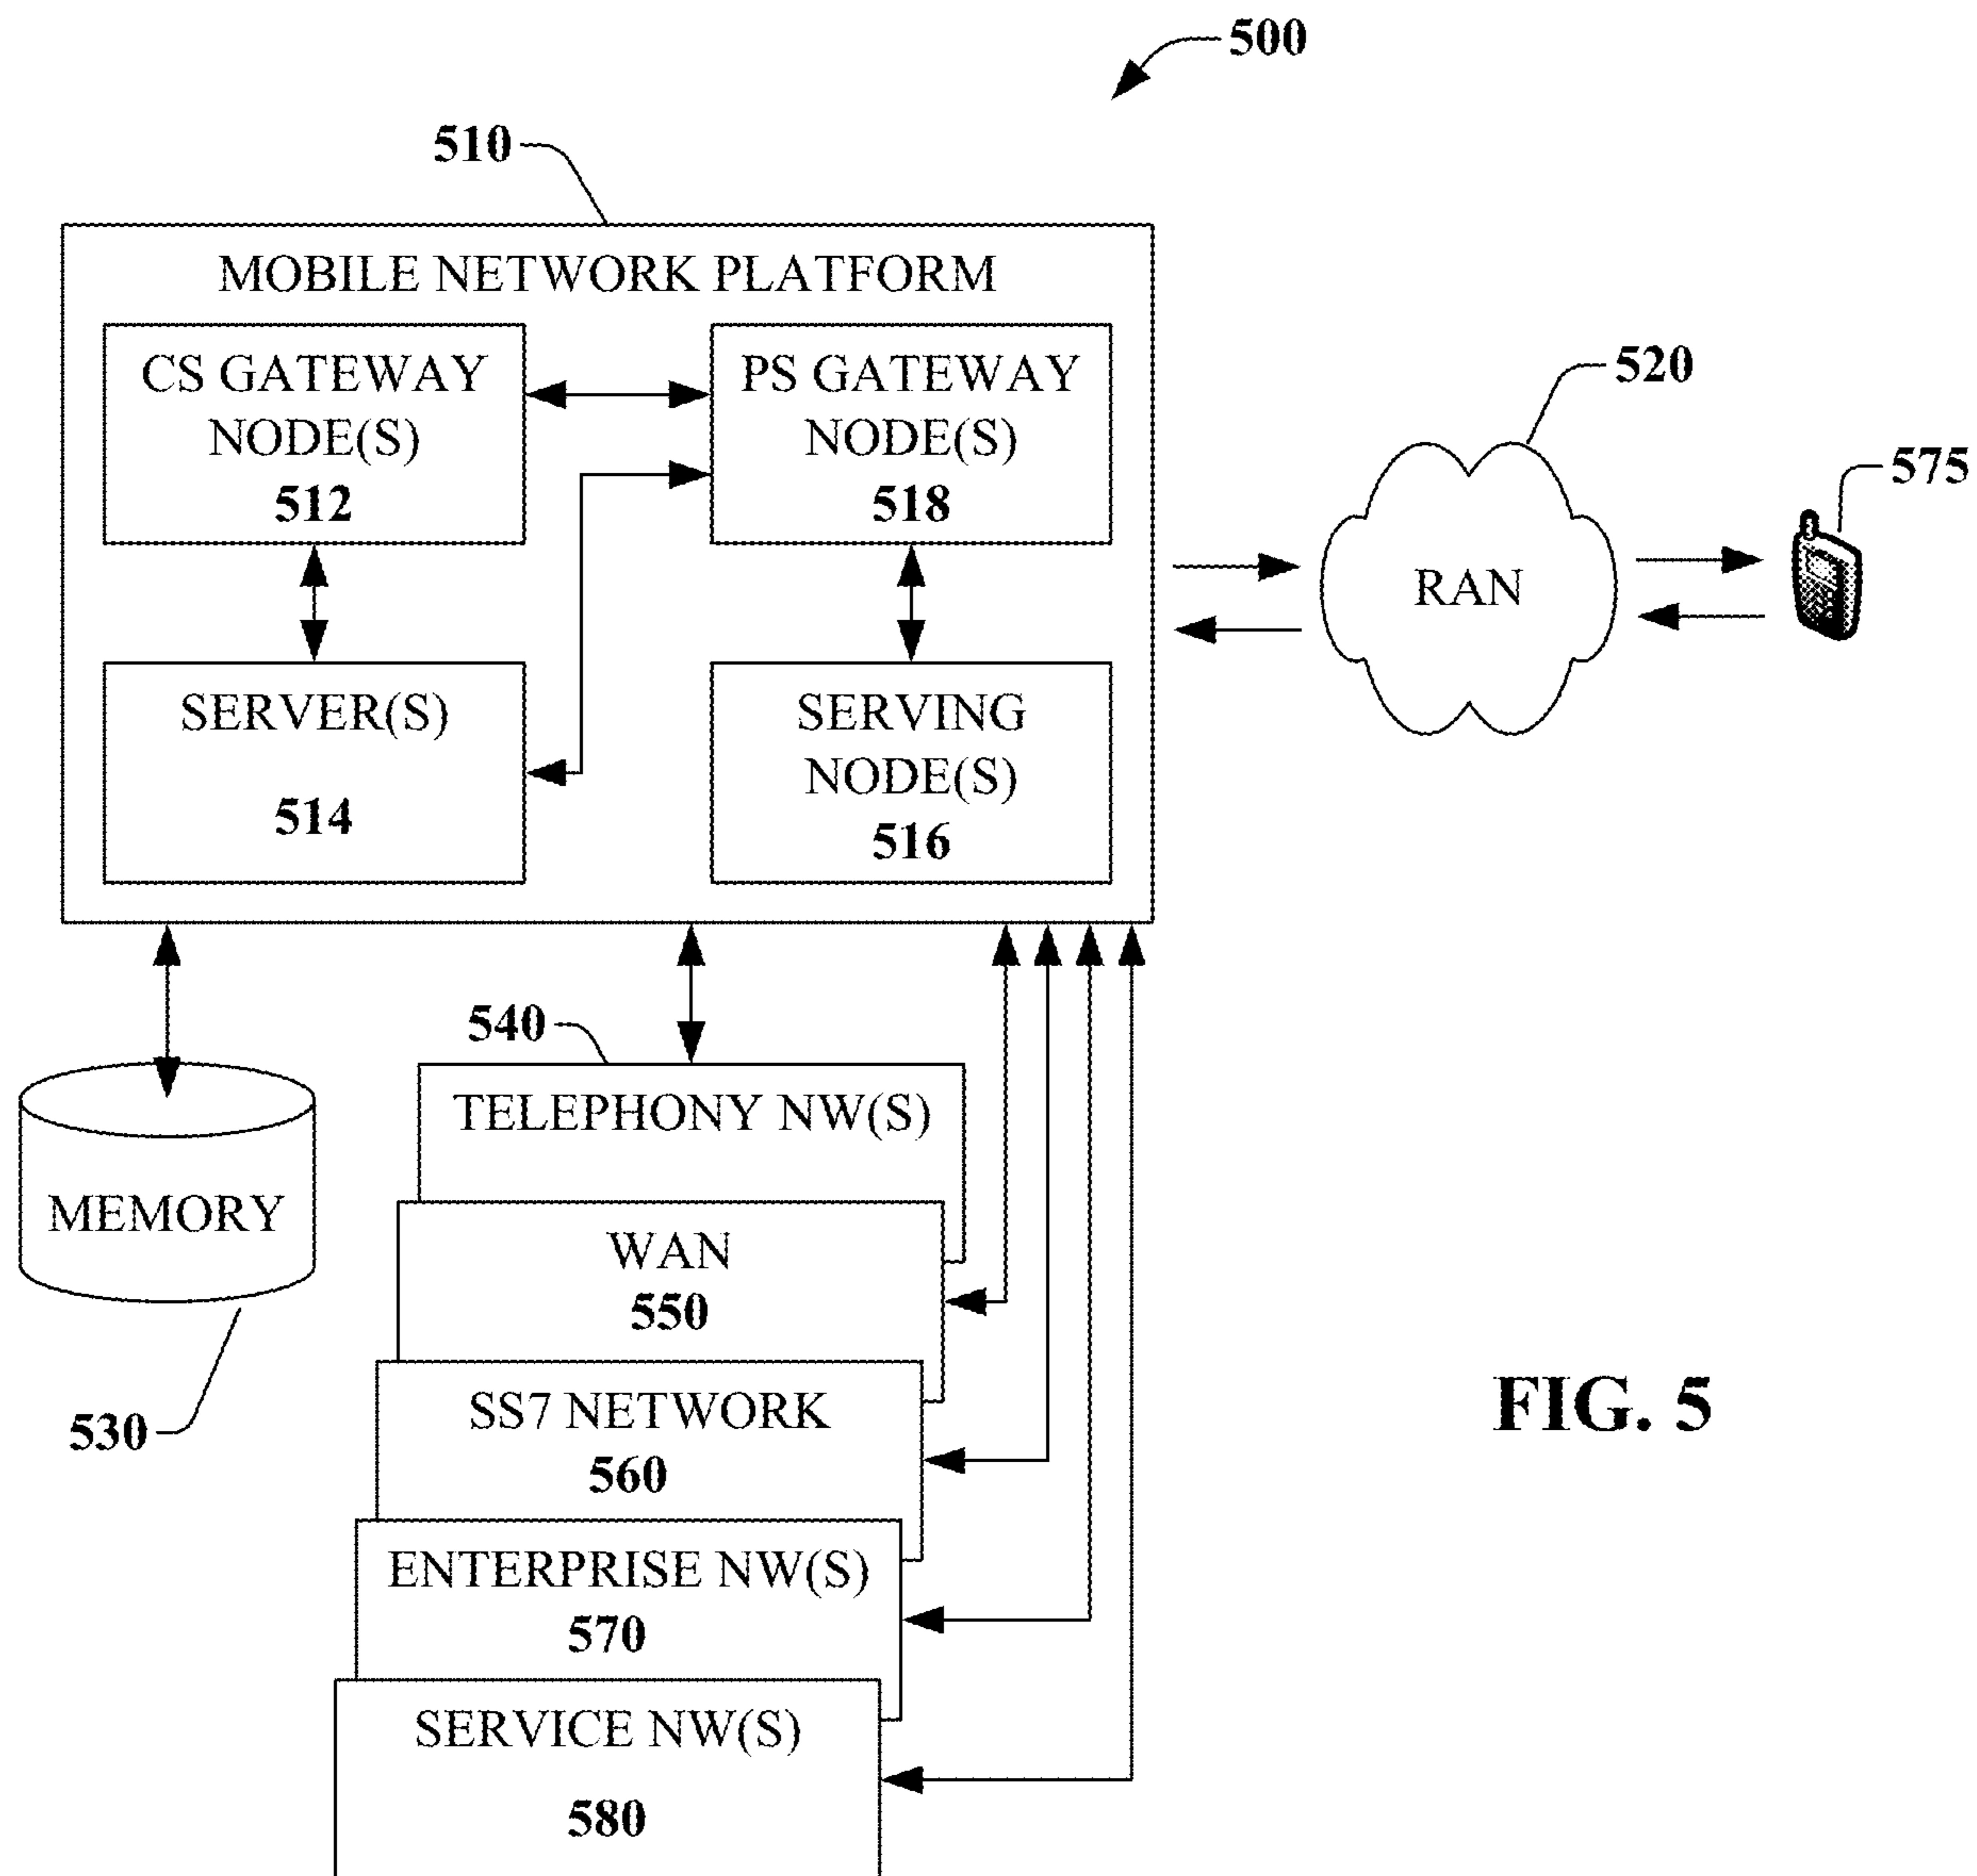 500
510
MOBILE NETWORK PLATFORM
CS GATEWAY
NODE(S)
512
PS GATEWAY
NODE(S)
518
SERVER(S)
514
SERVING
NODE(S)
516
520
RAN
575
540
TELEPHONY NW(S)
MEMORY
530
WAN
550
SS7 NETWORK
560
ENTERPRISE NW(S)
570
SERVICE NW(S)
580
FIG. 5